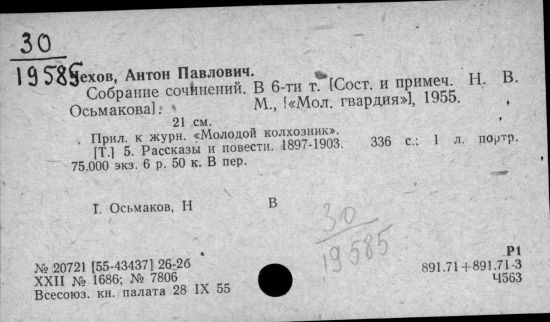 30
19585
Чехов, Антон Павлович.
Собрание сочинений. В 6-ти т. [Сост. и примеч. Н. В.
Осьмакова]. М., [«Мол. гвардия»], 1955.
21 см.
Прил. к журн. «Молодой колхозник».
[Т.] 5. Рассказы и повести. 1897-1903. 336 с.; 1 л. портр.
75.000 экз. 6 р. 50 к. В пер.
I. Осьмаков, Н В
30
19585
№ 20721 [55-43437] 26-2б
XXII № 1686; № 7806
Всесоюз. кн. палата 28 IX 55
Р1
891.71+891.71-3
Ч563